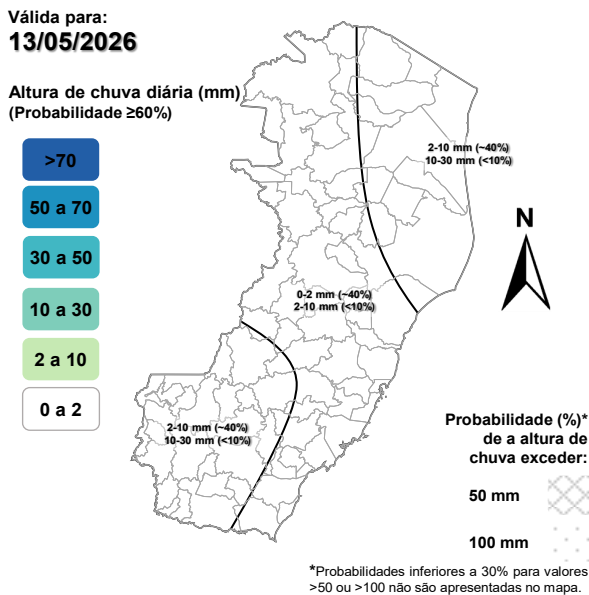 Válida para:
13/05/2026
Altura de chuva diária (mm)
(Probabilidade ≥60%)
>70
50 a 70
30 a 50
10 a 30
2 a 10
0 a 2
2-10 mm (~40%)
10-30 mm (<10%)
N
0-2 mm (~40%)
2-10 mm (<10%)
2-10 mm (~40%)
10-30 mm (<10%)
Probabilidade (%)*
de a altura de
chuva exceder:
50 mm
100 mm
*Probabilidades inferiores a 30% para valores
>50 ou >100 não são apresentadas no mapa.